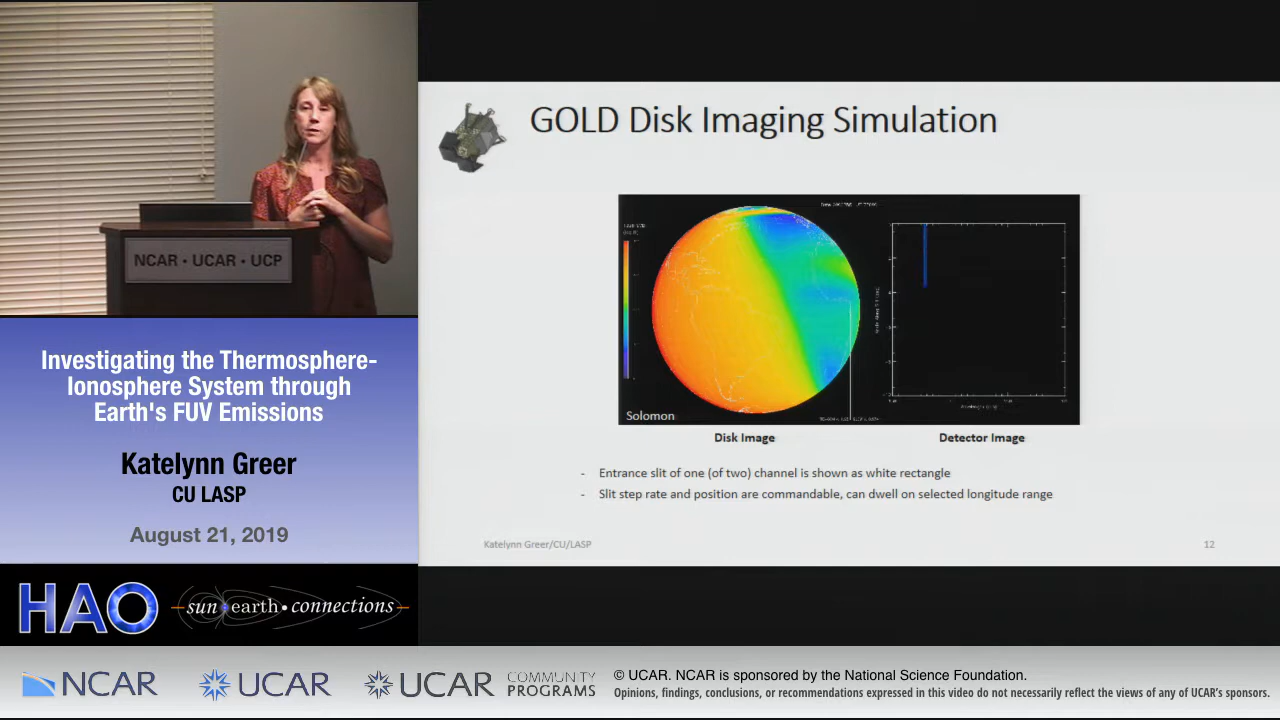 NCAR • UCAR • UCP
Investigating the Thermosphere-
Ionosphere System through
Earth's FUV Emissions
Katelynn Greer
CU LASP
August 21, 2019
HAO
sun•earth•connections
GOLD Disk Imaging Simulation
Solomon
Disk Image
Detector Image
- Entrance slit of one (of two) channel is shown as white rectangle
- Slit step rate and position are commandable, can dwell on selected longitude range
Katelynn Greer/CU/LASP
12
NCAR
UCAR
UCAR
COMMUNITY
PROGRAMS
© UCAR. NCAR is sponsored by the National Science Foundation.
Opinions, findings, conclusions, or recommendations expressed in this video do not necessarily reflect the views of any of UCAR's sponsors.